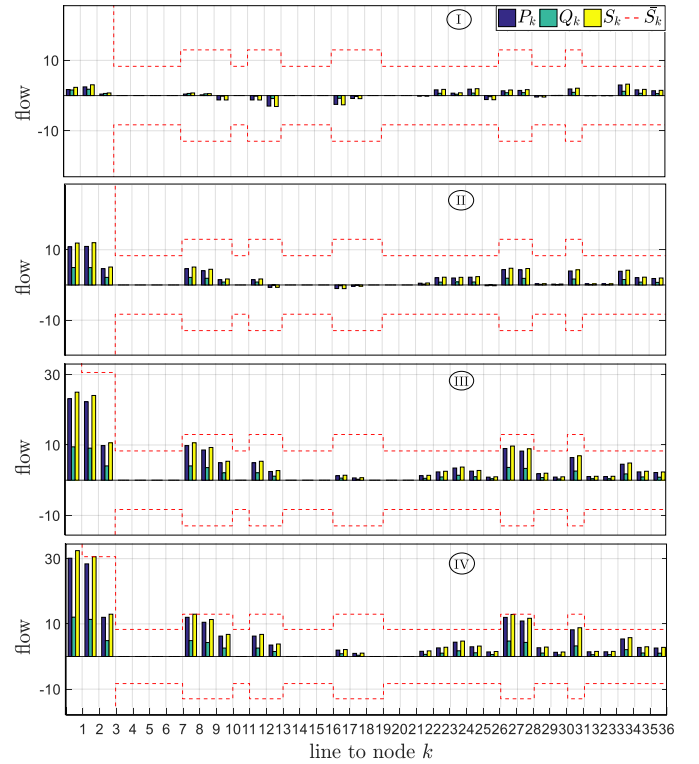 I
P_k Q_k S_k S̄_k
10
-10
flow
II
10
-10
flow
III
30
10
-10
flow
IV
30
10
-10
flow
1 2 3 4 5 6 7 8 9 10 11 12 13 14 15 16 17 18 19 20 21 22 23 24 25 26 27 28 29 30 31 32 33 34 35 36
line to node k